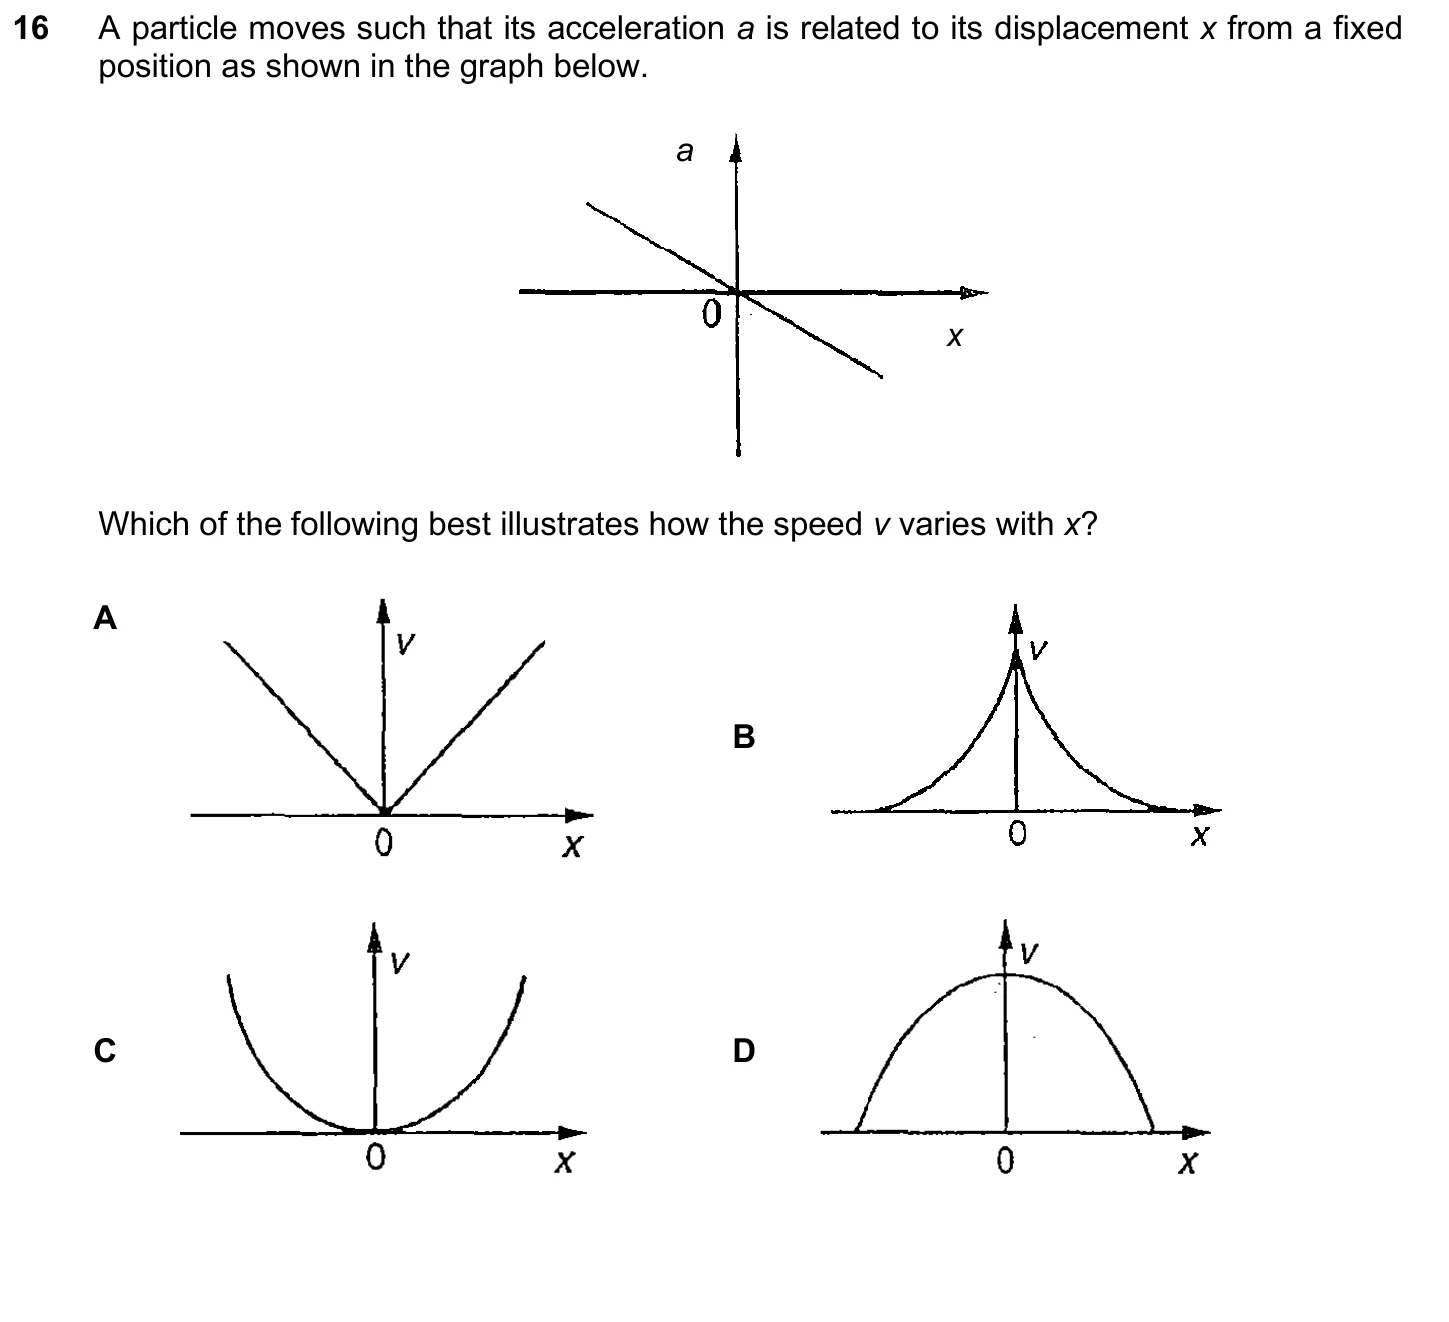 16 A particle moves such that its acceleration a is related to its displacement x from a fixed
position as shown in the graph below.
a
0
x
Which of the following best illustrates how the speed v varies with x?
A
v
0
x
B
v
0
x
C
v
0
x
D
v
0
x